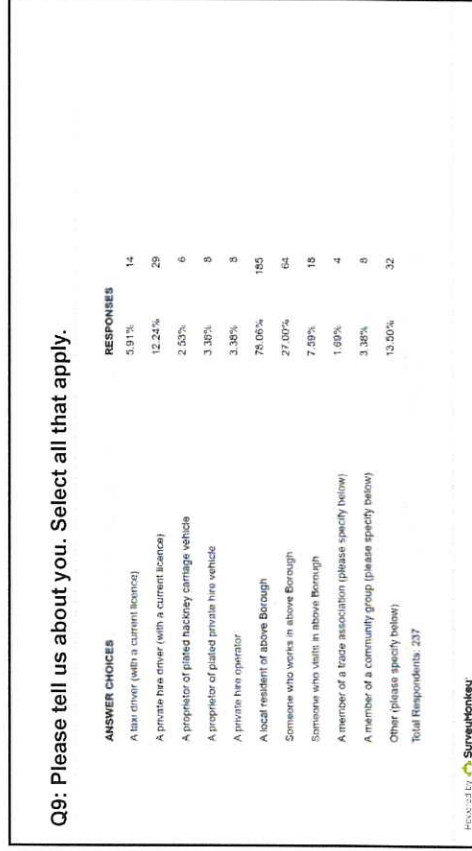 Q9: Please tell us about you. Select all that apply.
ANSWER CHOICES RESPONSES
A taxi driver (with a current licence) 5.91% 14
A private hire driver (with a current licence) 12.24% 29
A proprietor of plated hackney carriage vehicle 2.53% 6
A proprietor of plated private hire vehicle 3.38% 8
A private hire operator 3.38% 8
A local resident of above Borough 78.06% 185
Someone who works in above Borough 27.00% 64
Someone who visits in above Borough 7.59% 18
A member of a trade association (please specify below) 1.69% 4
A member of a community group (please specify below) 3.38% 8
Other (please specify below) 13.50% 32
Total Respondents: 237
Powered by SurveyMonkey